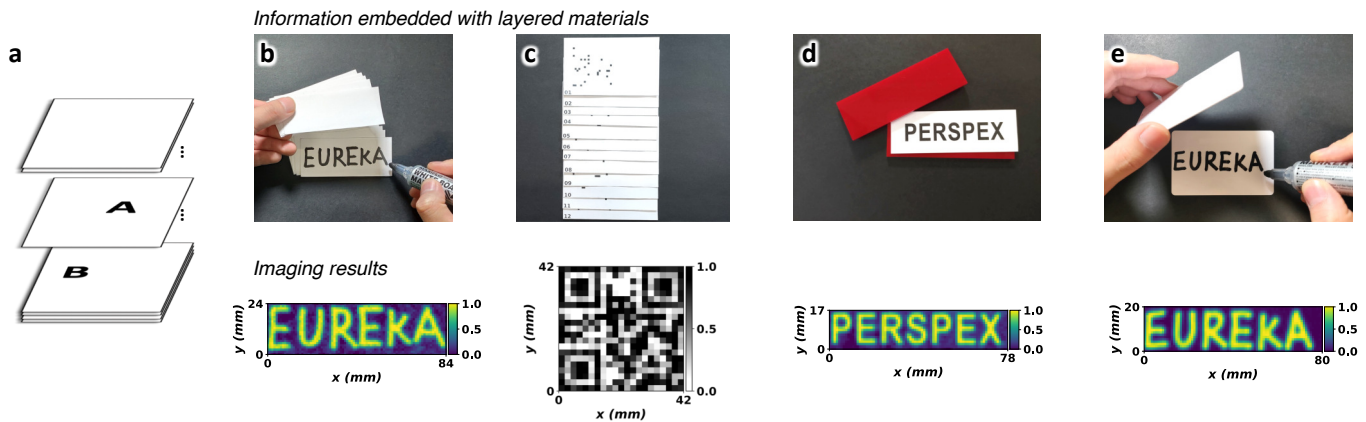 Information embedded with layered materials
a
b
c
d
e
A
B
EUREKA
WHITE BOA
MA
01
02
03
04
05
06
07
08
09
10
11
12
PERSPEX
EUREKA
Imaging results
24
y (mm)
0
EUREKA
0
84
x (mm)
1.0
0.5
0.0
42
y (mm)
0
0
42
x (mm)
1.0
0.5
0.0
17
y (mm)
0
PERSPEX
0
78
x (mm)
1.0
0.5
0.0
20
y (mm)
0
EUREKA
0
80
x (mm)
1.0
0.5
0.0